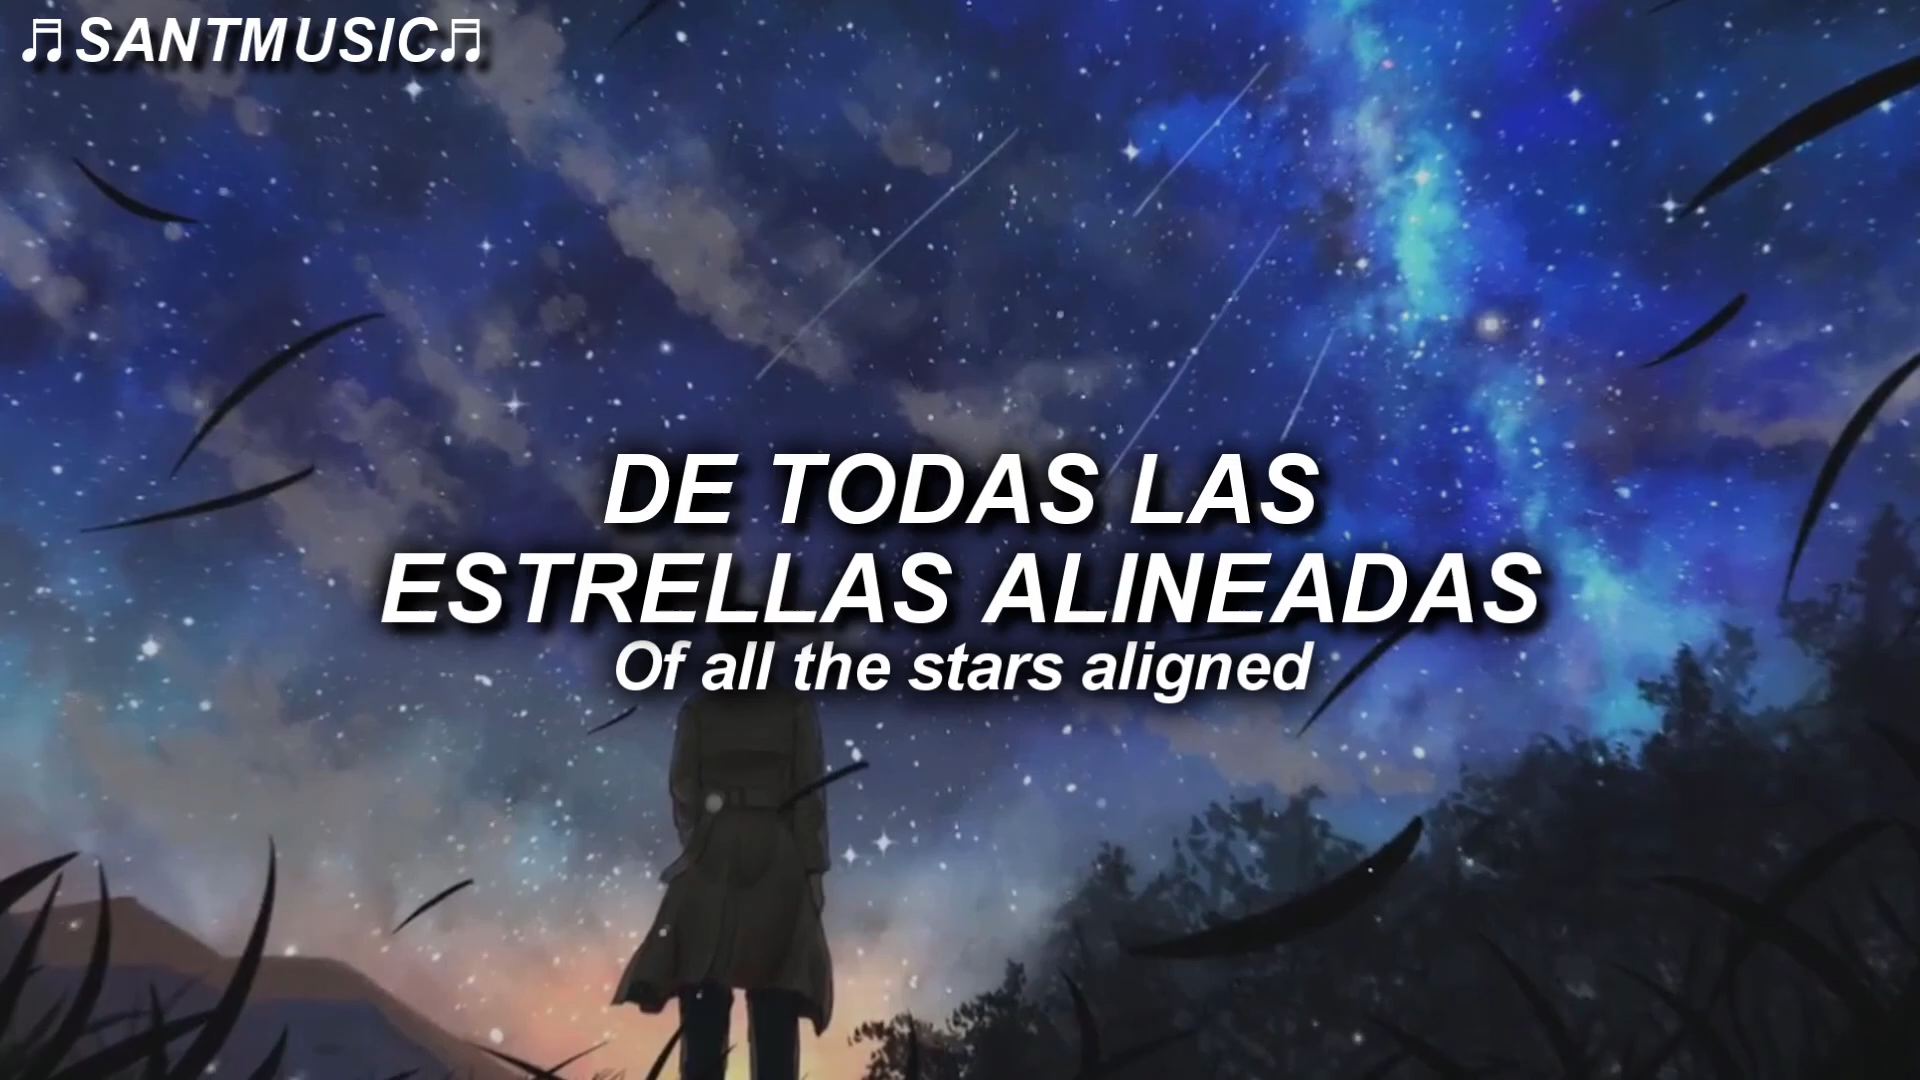 ♬SANTMUSIC♬
DE TODAS LAS
ESTRELLAS ALINEADAS
Of all the stars aligned